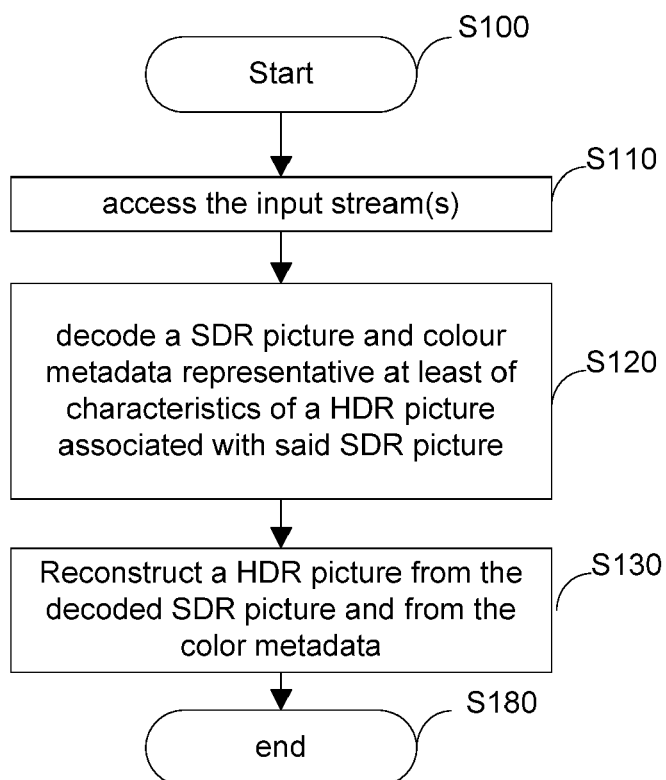 S100
Start
S110
access the input stream(s)
decode a SDR picture and colour
metadata representative at least of
characteristics of a HDR picture
associated with said SDR picture
S120
Reconstruct a HDR picture from the
decoded SDR picture and from the
color metadata
S130
S180
end